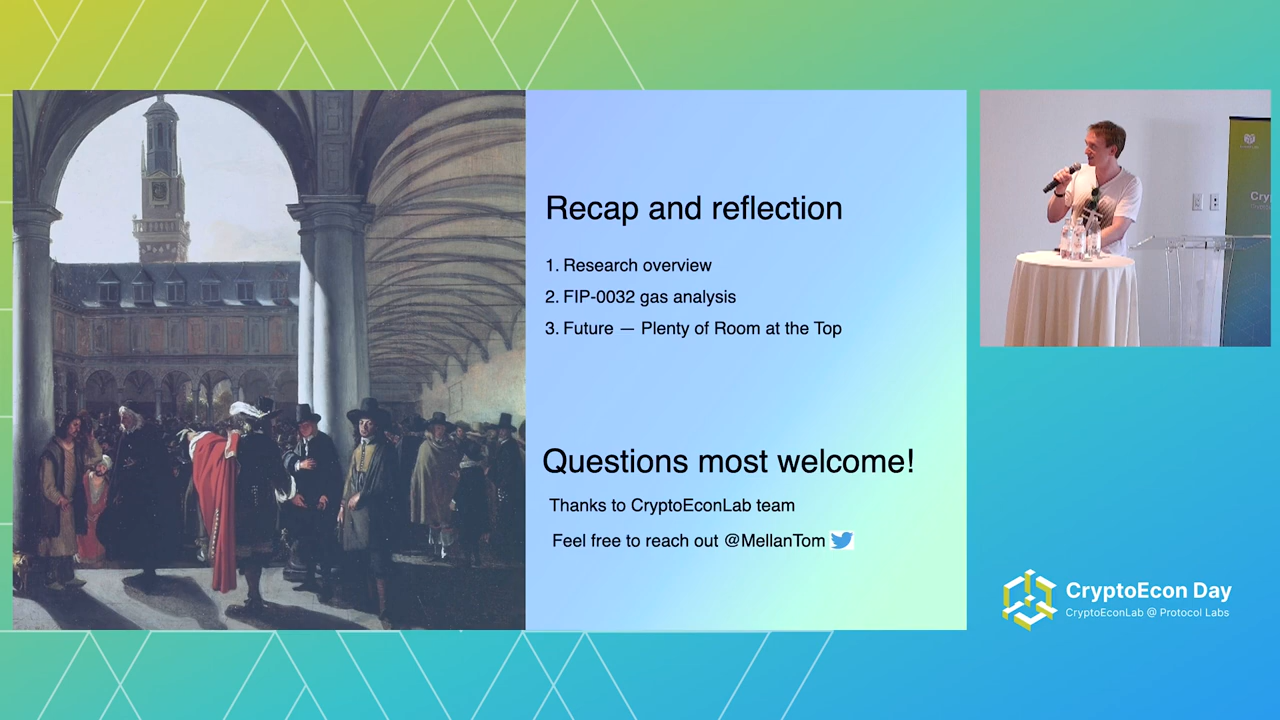 Recap and reflection
1. Research overview
2. FIP-0032 gas analysis
3. Future — Plenty of Room at the Top
Questions most welcome!
Thanks to CryptoEconLab team
Feel free to reach out @MellanTom
CryptoEcon Day
CryptoEconLab @ Protocol Labs